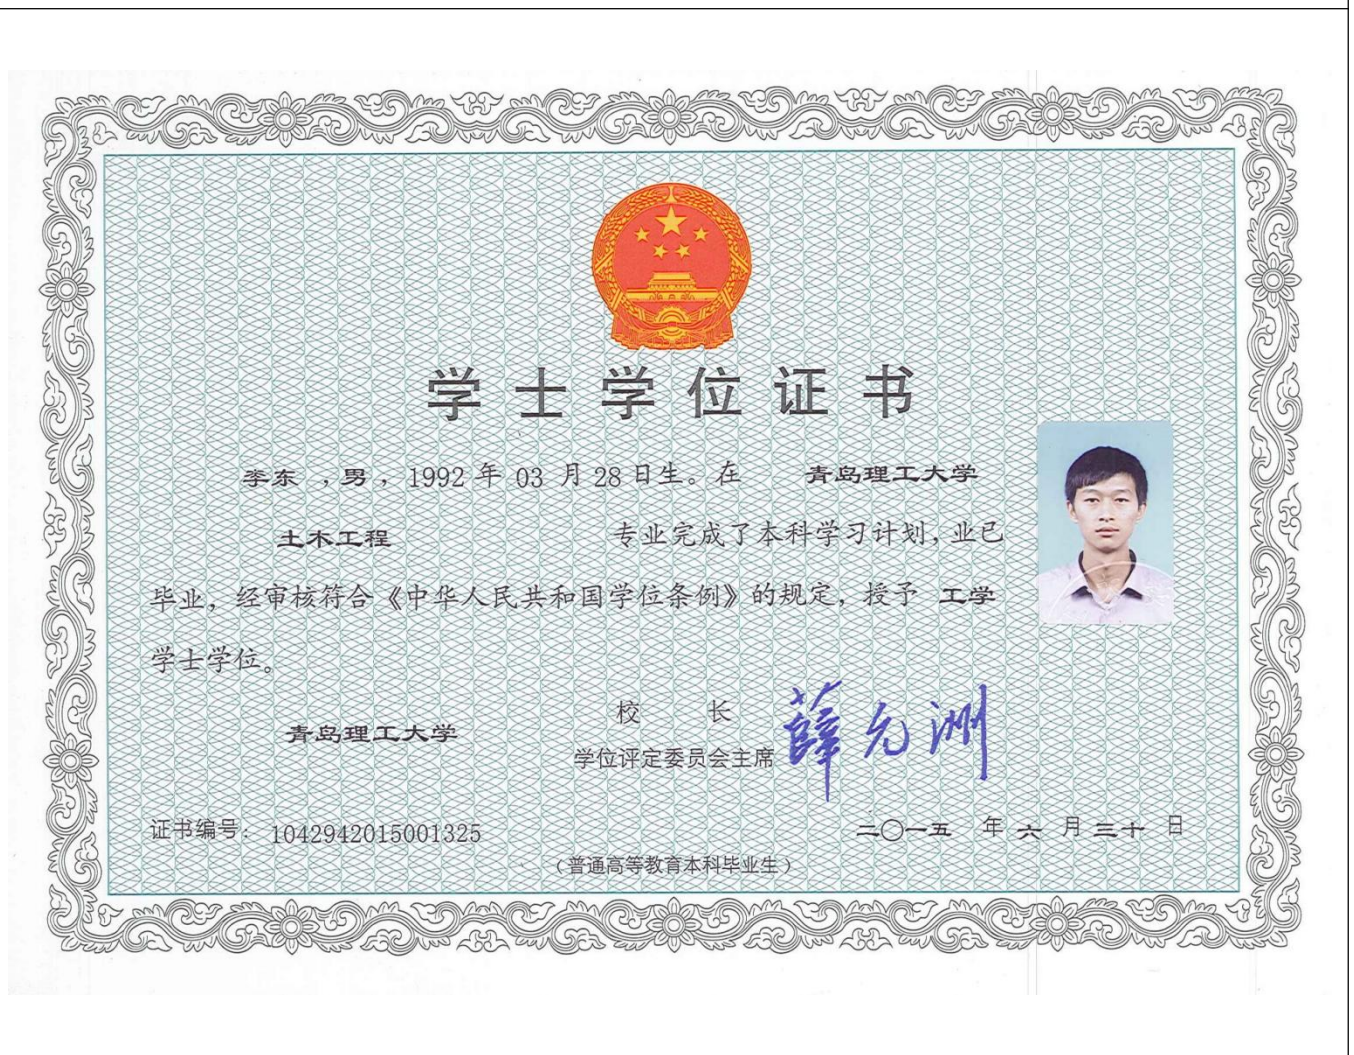 学士学位证书
李东 ，男，1992 年 03 月 28 日生。在 青岛理工大学
土木工程 专业完成了本科学习计划，业已
毕业，经审核符合《中华人民共和国学位条例》的规定，授予 工学
学士学位。
青岛理工大学
校 长
学位评定委员会主席
薛允洲
证书编号：1042942015001325
二〇一五 年 六 月 三十 日
（普通高等教育本科毕业生）